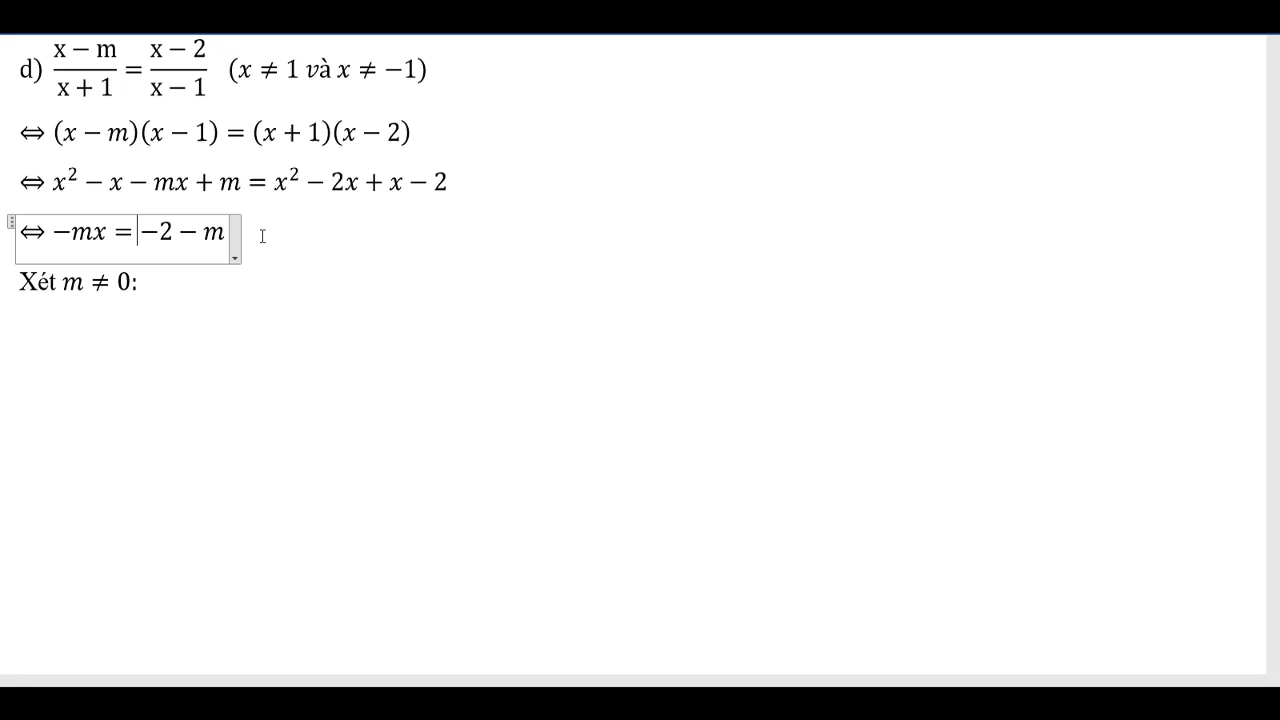 d) (x − m)/(x + 1) = (x − 2)/(x − 1) (x ≠ 1 và x ≠ −1)
⇔ (x − m)(x − 1) = (x + 1)(x − 2)
⇔ x² − x − mx + m = x² − 2x + x − 2
⇔ −mx = −2 − m
Xét m ≠ 0: